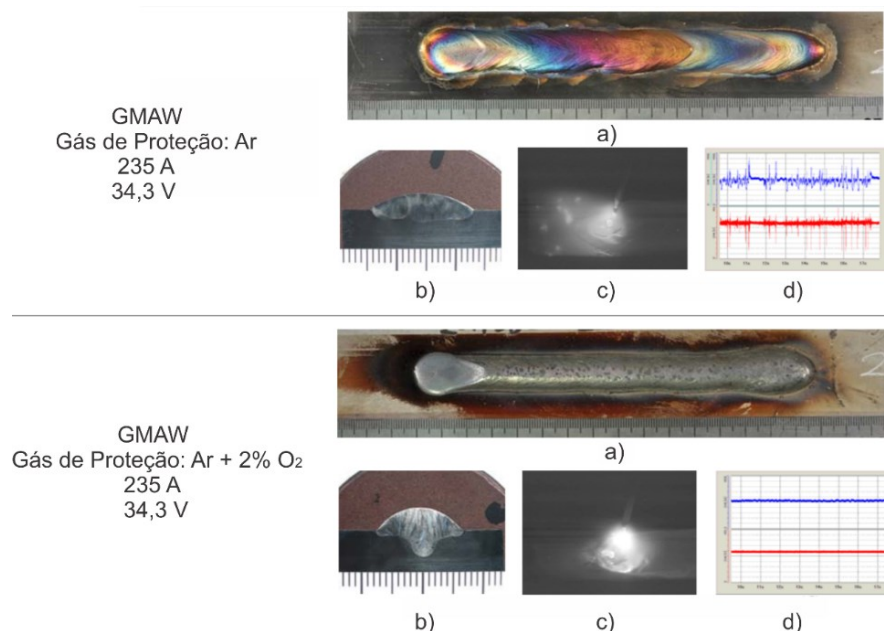 GMAW
Gás de Proteção: Ar
235 A
34,3 V
a)
b)
c)
d)
GMAW
Gás de Proteção: Ar + 2% O₂
235 A
34,3 V
a)
b)
c)
d)